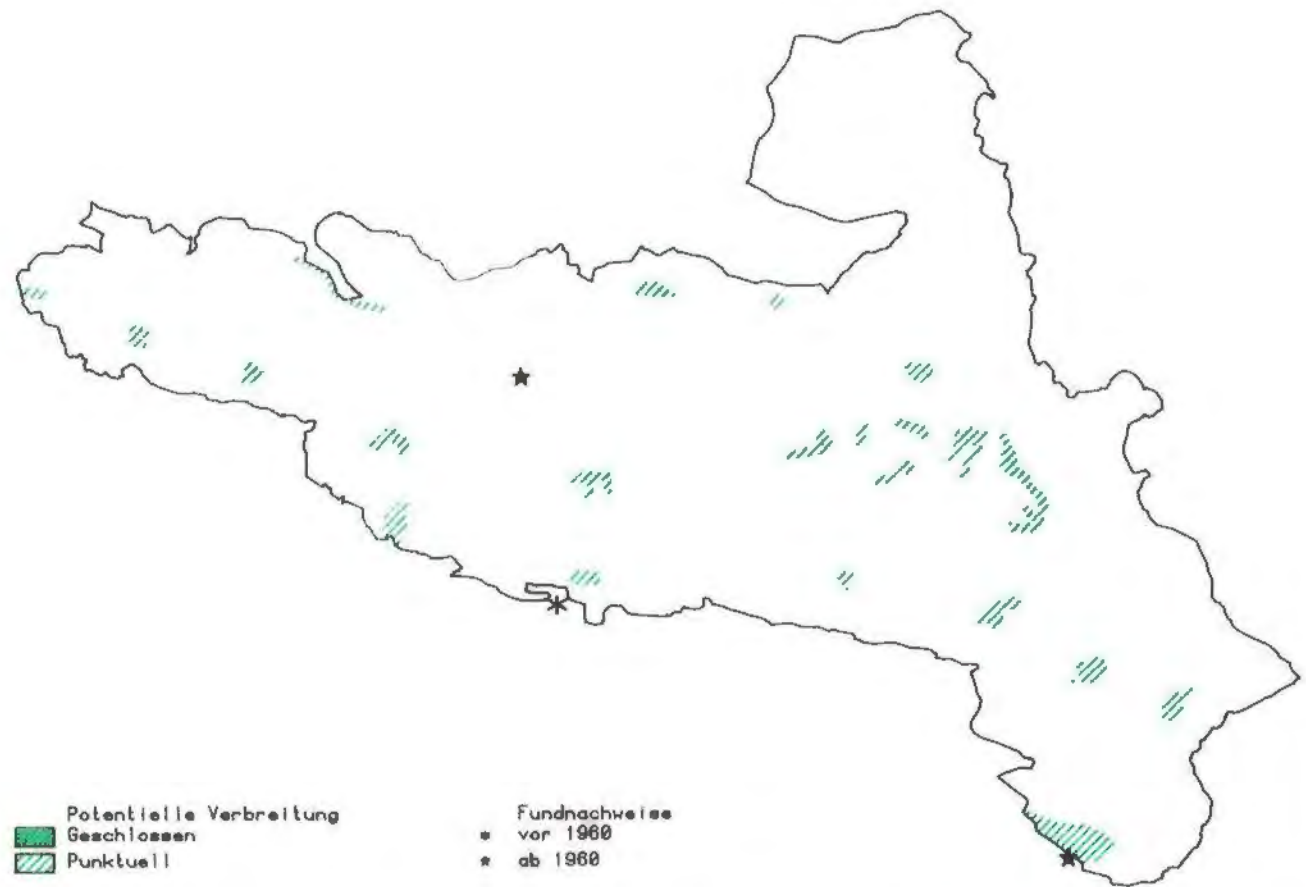 Potentielle Verbreitung
Geschlossen
Punktuell
Fundnachweise
* vor 1960
★ ab 1960